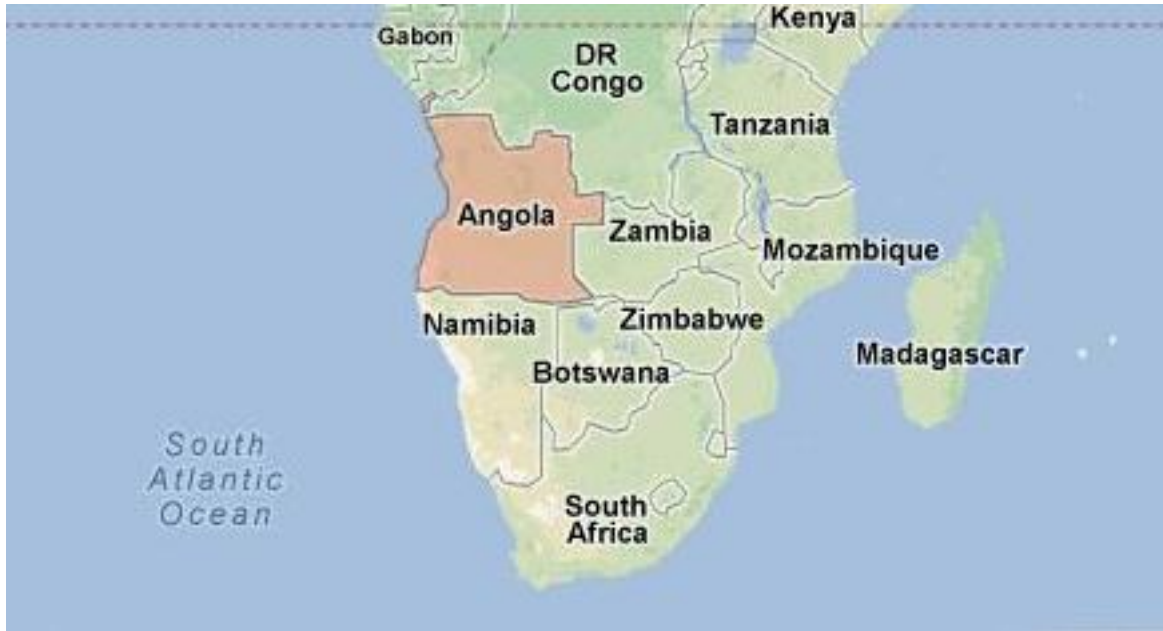 Kenya
Gabon
DR
Congo
Tanzania
Angola
Zambia
Mozambique
Namibia
Zimbabwe
Madagascar
Botswana
South
Atlantic
Ocean
South
Africa